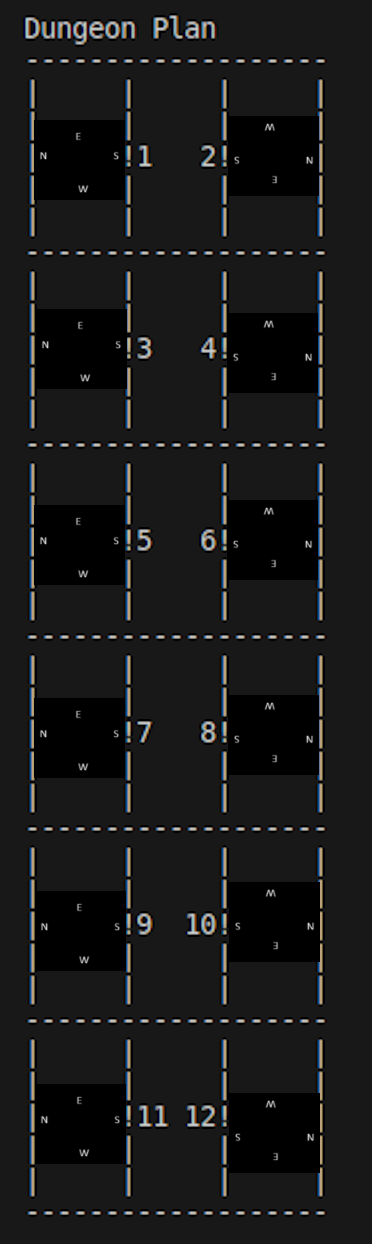 Dungeon Plan
--------------------
| | | |
E W
N S!1 2!S N
W E
| | | |
--------------------
| | | |
E W
N S!3 4!S N
W E
| | | |
--------------------
| | | |
E W
N S!5 6!S N
W E
| | | |
--------------------
| | | |
E W
N S!7 8!S N
W E
| | | |
--------------------
| | | |
E W
N S!9 10!S N
W E
| | | |
--------------------
| | | |
E W
N S!11 12!S N
W E
| | | |
--------------------